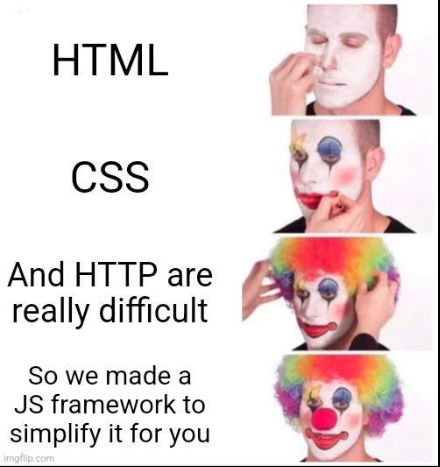 HTML
CSS
And HTTP are
really difficult
So we made a
JS framework to
simplify it for you
imgflip.com